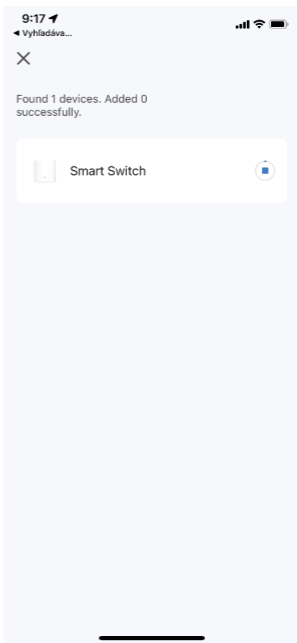 9:17
◀ Vyhľadáva...
Found 1 devices. Added 0
successfully.
Smart Switch